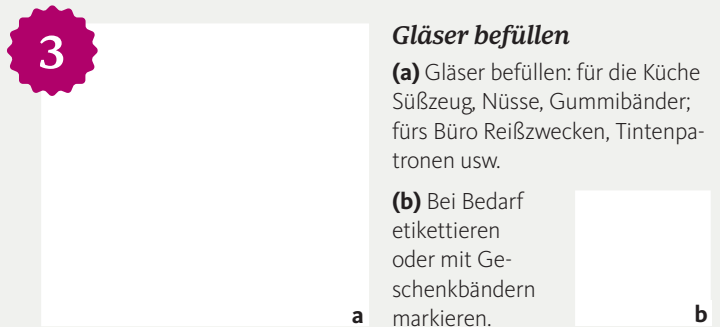 3
Gläser befüllen
(a) Gläser befüllen: für die Küche
Süßzeug, Nüsse, Gummibänder;
fürs Büro Reißzwecken, Tintenpa-
tronen usw.
(b) Bei Bedarf
etikettieren
oder mit Ge-
schenkbändern
markieren.
a
b